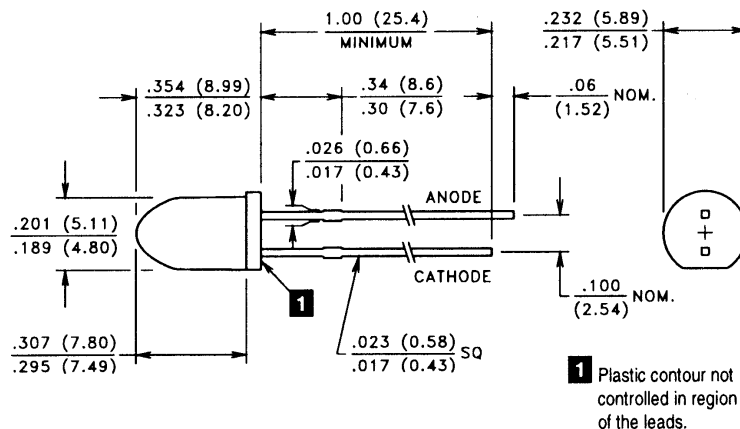 1.00 (25.4)
MINIMUM
.232 (5.89)
.217 (5.51)
.354 (8.99)
.323 (8.20)
.34 (8.6)
.30 (7.6)
.06
(1.52)
NOM.
.026 (0.66)
.017 (0.43)
ANODE
.201 (5.11)
.189 (4.80)
CATHODE
1
.100
(2.54)
NOM.
.307 (7.80)
.295 (7.49)
.023 (0.58)
.017 (0.43)
SQ
1 Plastic contour not
controlled in region
of the leads.